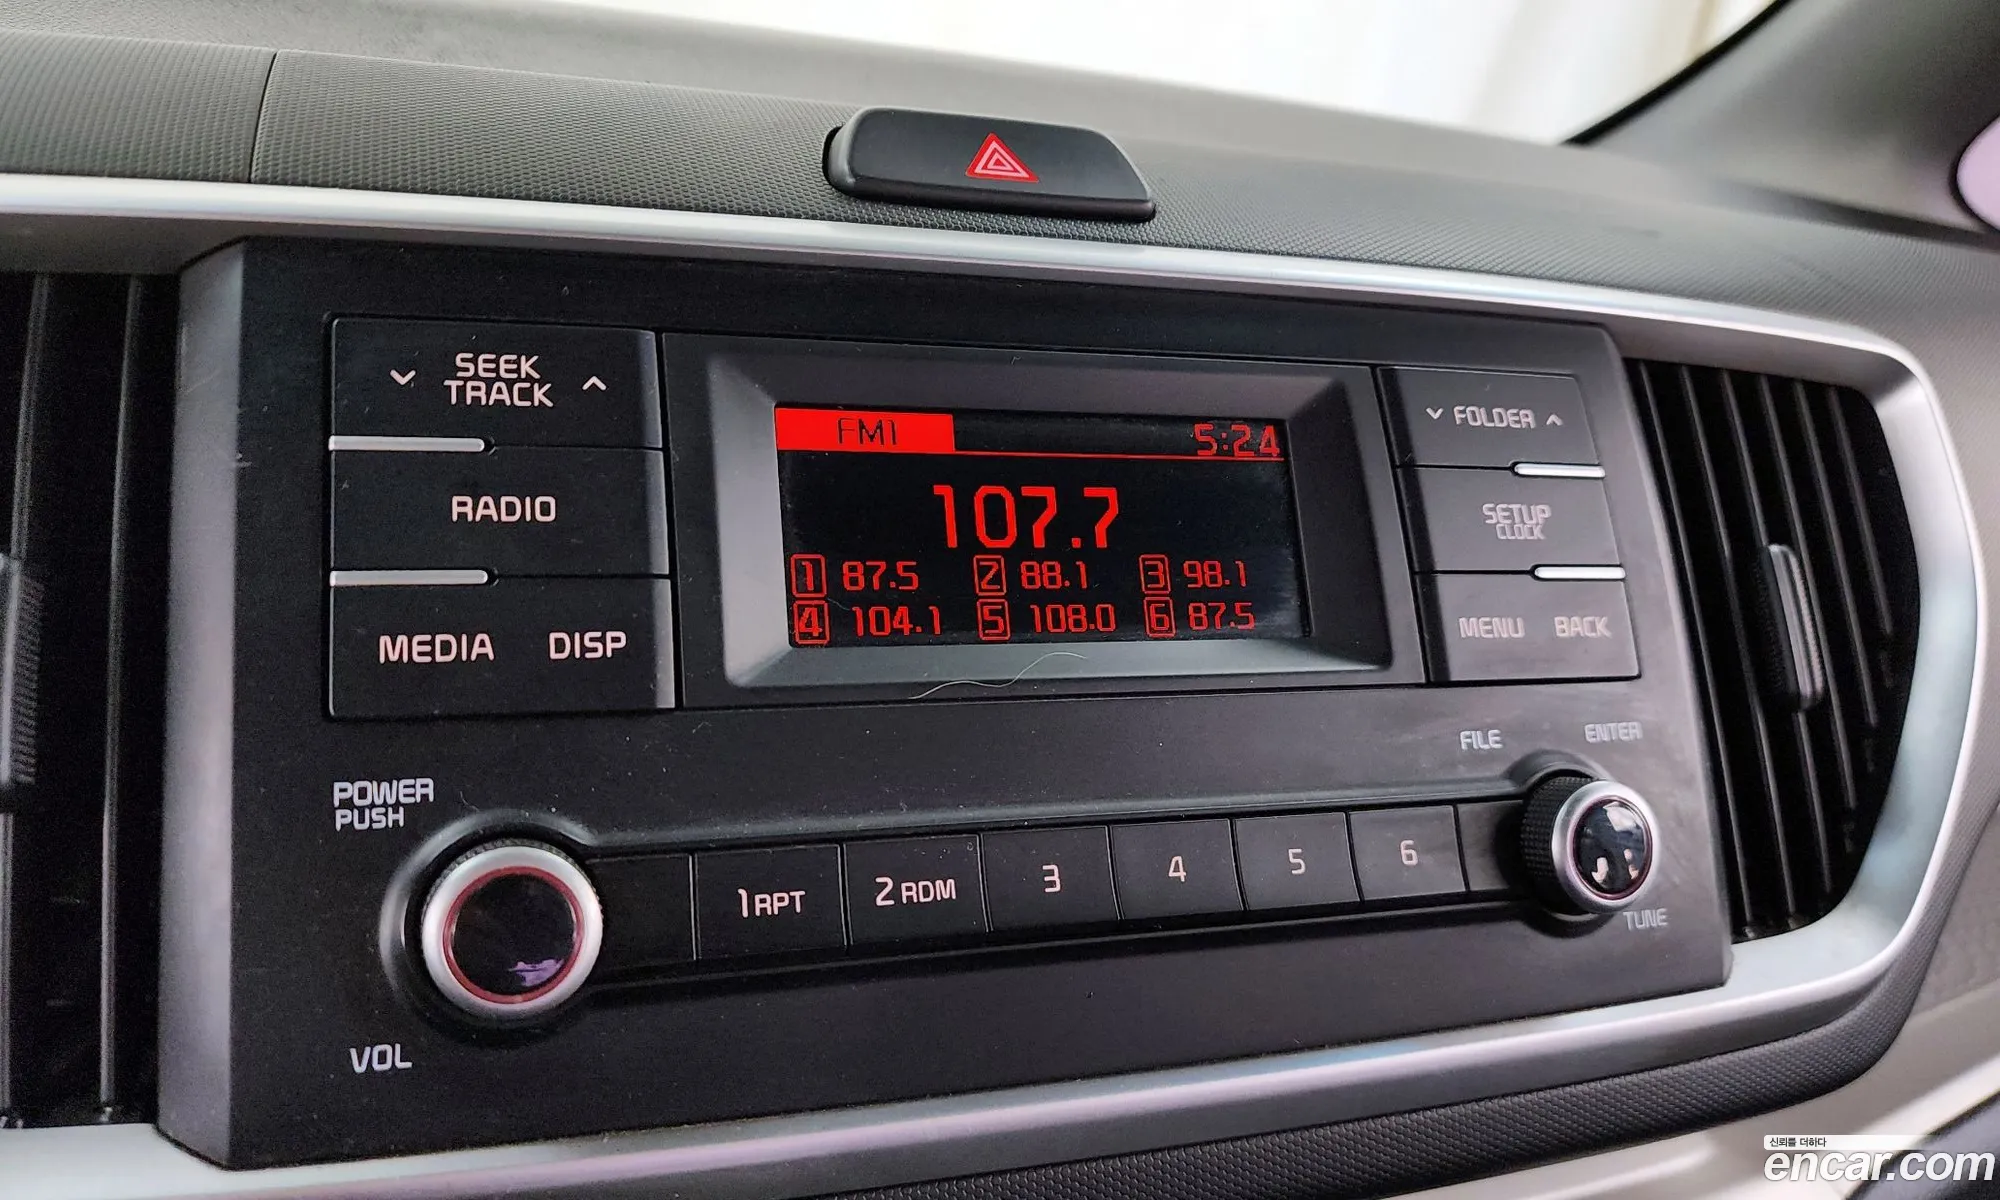 SEEK
TRACK
RADIO
MEDIA DISP
FM1 5:24
107.7
1 87.5 2 88.1 3 98.1
4 104.1 5 108.0 6 87.5
FOLDER
SETUP
CLOCK
MENU BACK
FILE ENTER
POWER
PUSH
1 RPT 2 RDM 3 4 5 6
TUNE
VOL
신뢰를 더하다
encar.com